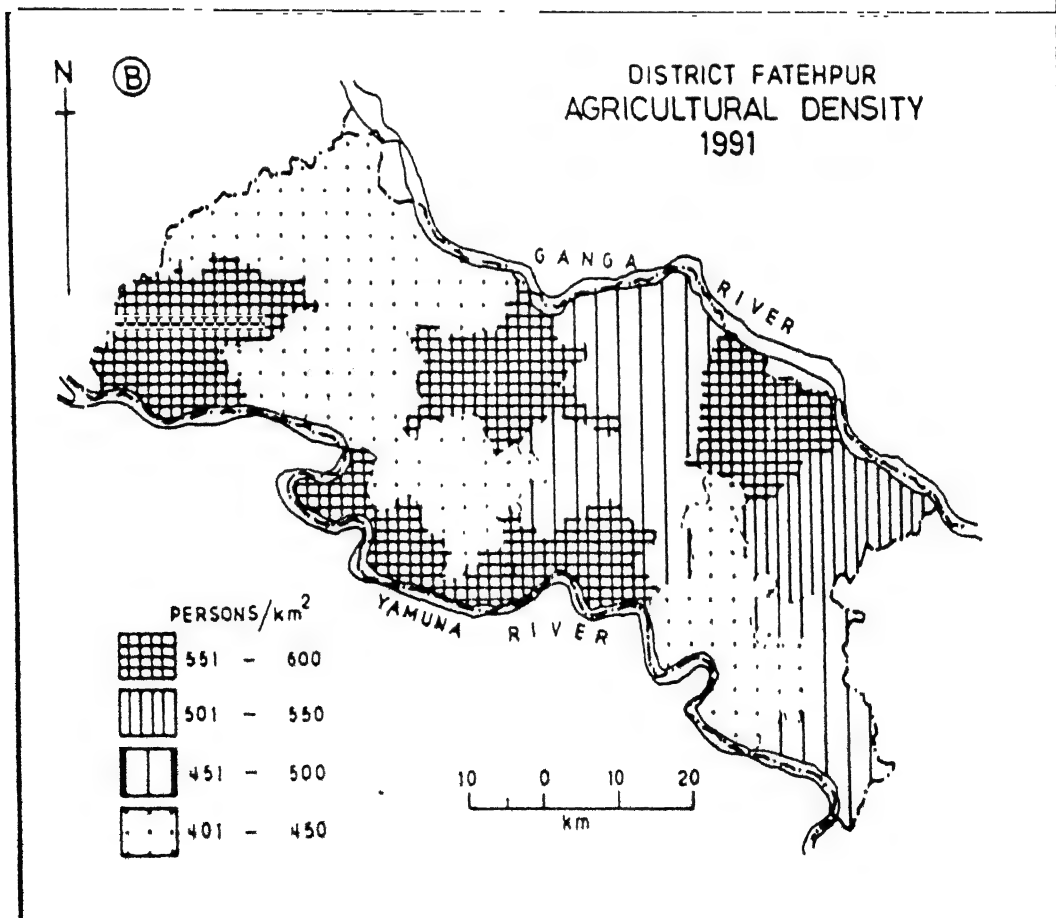 N
B
DISTRICT FATEHPUR
AGRICULTURAL DENSITY
1991
GANGA RIVER
YAMUNA RIVER
PERSONS/km²
551 - 600
501 - 550
451 - 500
401 - 450
10 0 10 20
km